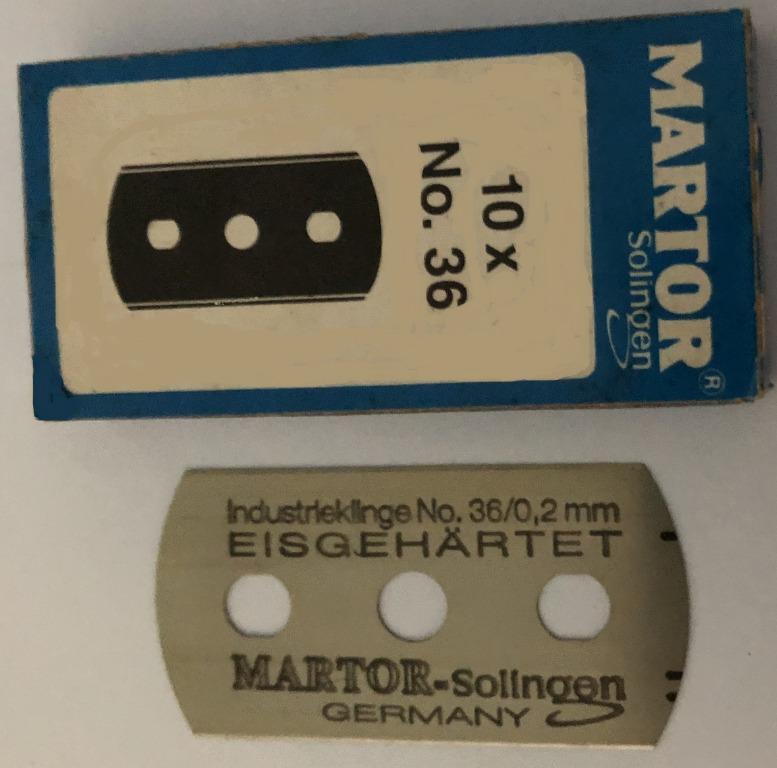 MARTOR®
Solingen
10 x
No. 36
Industrieklinge No. 36/0,2 mm
EISGEHÄRTET
MARTOR-Solingen
GERMANY